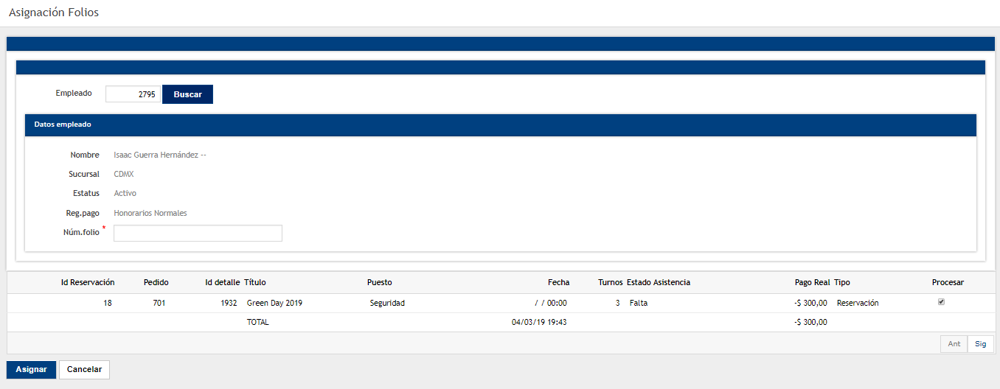 Asignación Folios
Empleado 2795 Buscar
Datos empleado
Nombre Isaac Guerra Hernández --
Sucursal CDMX
Estatus Activo
Reg.pago Honorarios Normales
Núm.folio *
Id Reservación Pedido Id detalle Título Puesto Fecha Turnos Estado Asistencia Pago Real Tipo Procesar
18 701 1932 Green Day 2019 Seguridad / / 00:00 3 Falta -$ 300,00 Reservación
TOTAL 04/03/19 19:43 -$ 300,00
Ant Sig
Asignar Cancelar